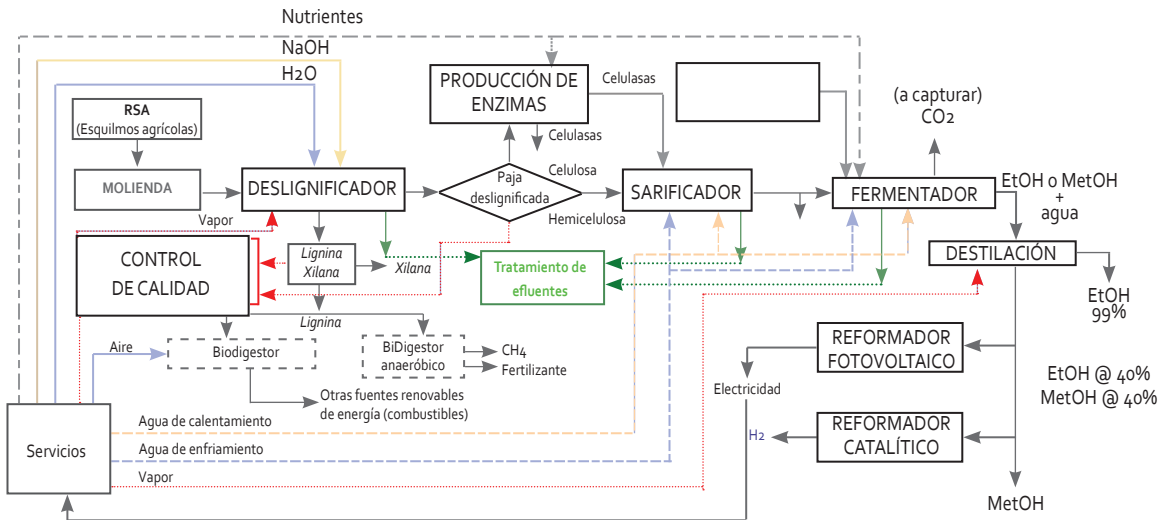 Nutrientes
NaOH
H2O
RSA
(Esquilmos agrícolas)
MOLIENDA
DESLIGNIFICADOR
Vapor
PRODUCCIÓN DE
ENZIMAS
Celulasas
Celulasas
Paja
deslignificada
Celulosa
Hemicelulosa
SARIFICADOR
FERMENTADOR
(a capturar)
CO2
EtOH o MetOH
+
agua
DESTILACIÓN
EtOH
99%
CONTROL
DE CALIDAD
Lignina
Xilana
Xilana
Lignina
Tratamiento de
efluentes
Aire
Biodigestor
BiDigestor
anaeróbico
CH4
Fertilizante
Otras fuentes renovables
de energía (combustibles)
REFORMADOR
FOTOVOLTAICO
Electricidad
EtOH @ 40%
MetOH @ 40%
REFORMADOR
CATALÍTICO
H2
MetOH
Servicios
Agua de calentamiento
Agua de enfriamiento
Vapor